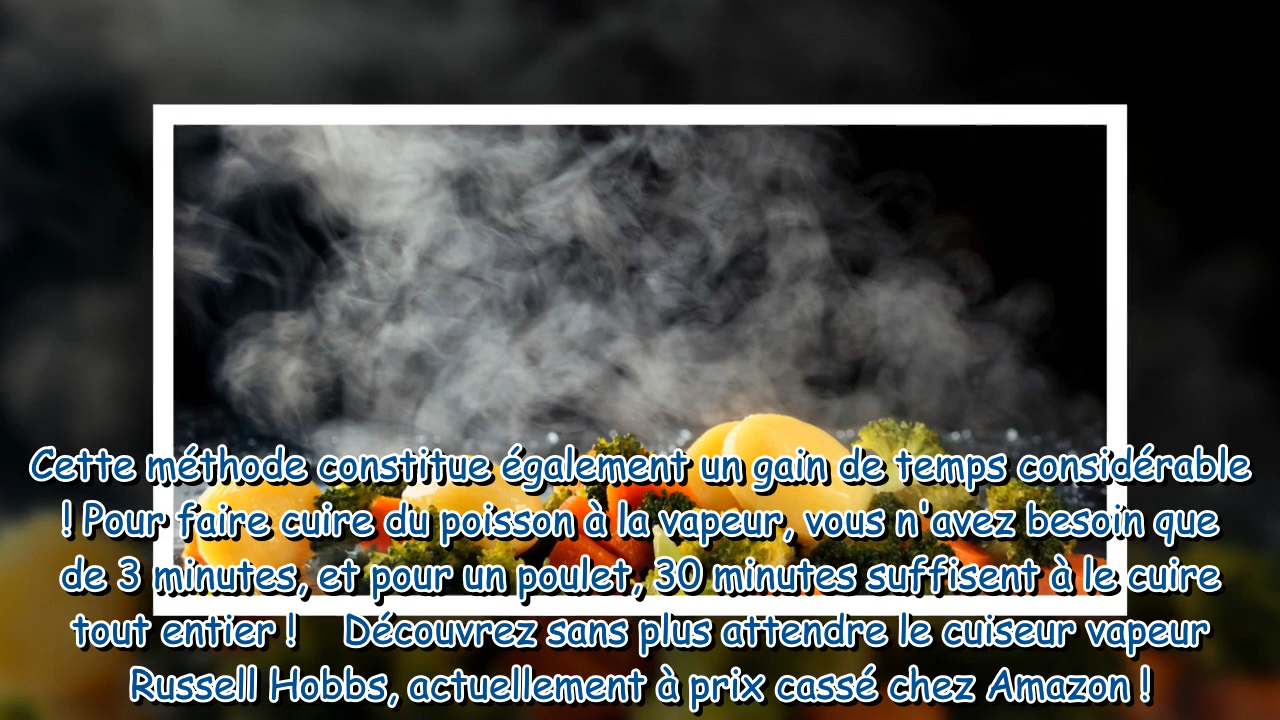 Cette méthode constitue également un gain de temps considérable
! Pour faire cuire du poisson à la vapeur, vous n'avez besoin que
de 3 minutes, et pour un poulet, 30 minutes suffisent à le cuire
tout entier ! Découvrez sans plus attendre le cuiseur vapeur
Russell Hobbs, actuellement à prix cassé chez Amazon !